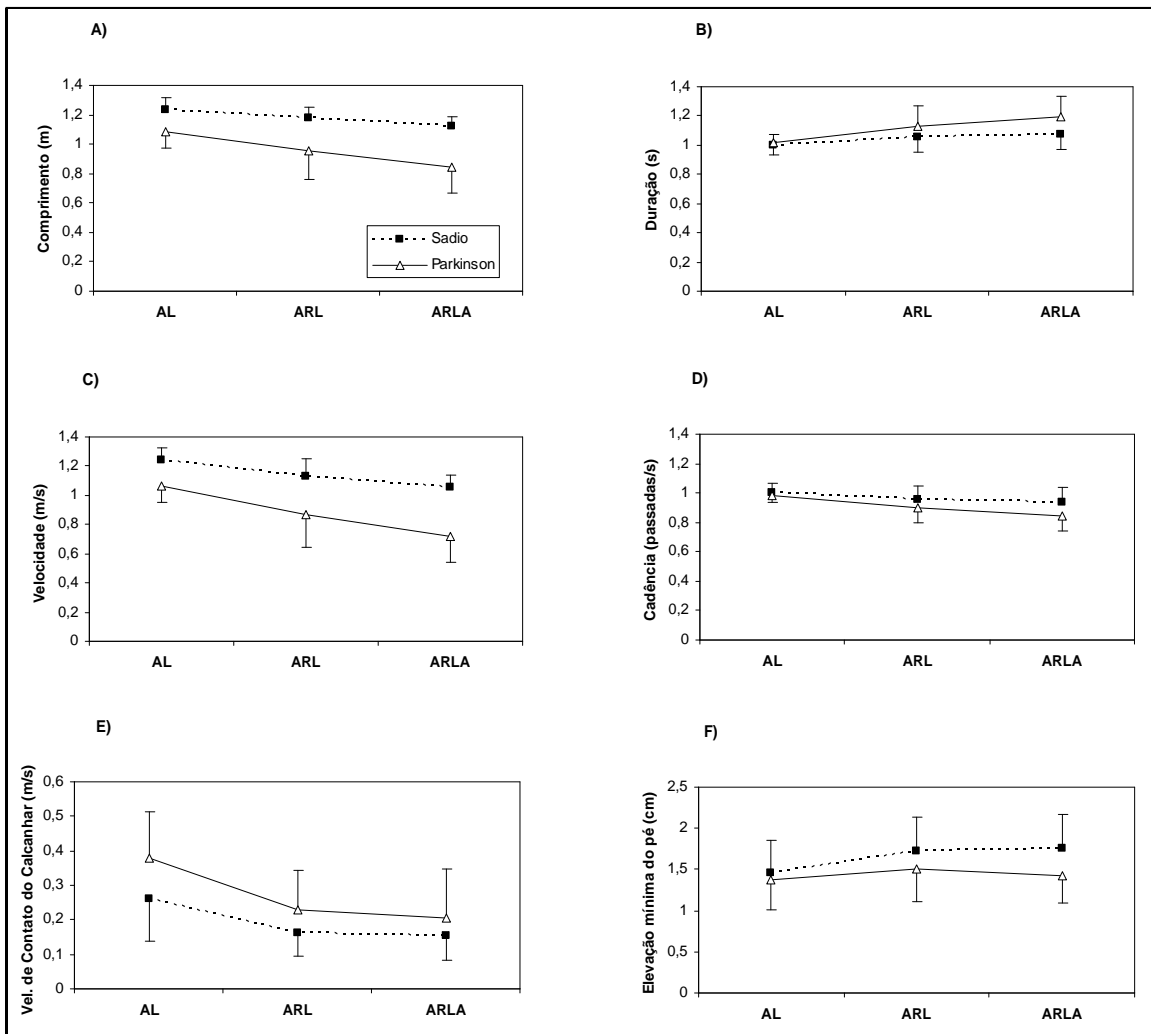 A)
Comprimento (m)
1,4
1,2
1
0,8
0,6
0,4
0,2
0
AL ARL ARLA
Sadio
Parkinson
B)
Duração (s)
1,4
1,2
1
0,8
0,6
0,4
0,2
0
AL ARL ARLA
C)
Velocidade (m/s)
1,4
1,2
1
0,8
0,6
0,4
0,2
0
AL ARL ARLA
D)
Cadência (passadas/s)
1,4
1,2
1
0,8
0,6
0,4
0,2
0
AL ARL ARLA
E)
Vel. de Contato do Calcanhar (m/s)
0,6
0,5
0,4
0,3
0,2
0,1
0
AL ARL ARLA
F)
Elevação mínima do pé (cm)
2,5
2
1,5
1
0,5
0
AL ARL ARLA